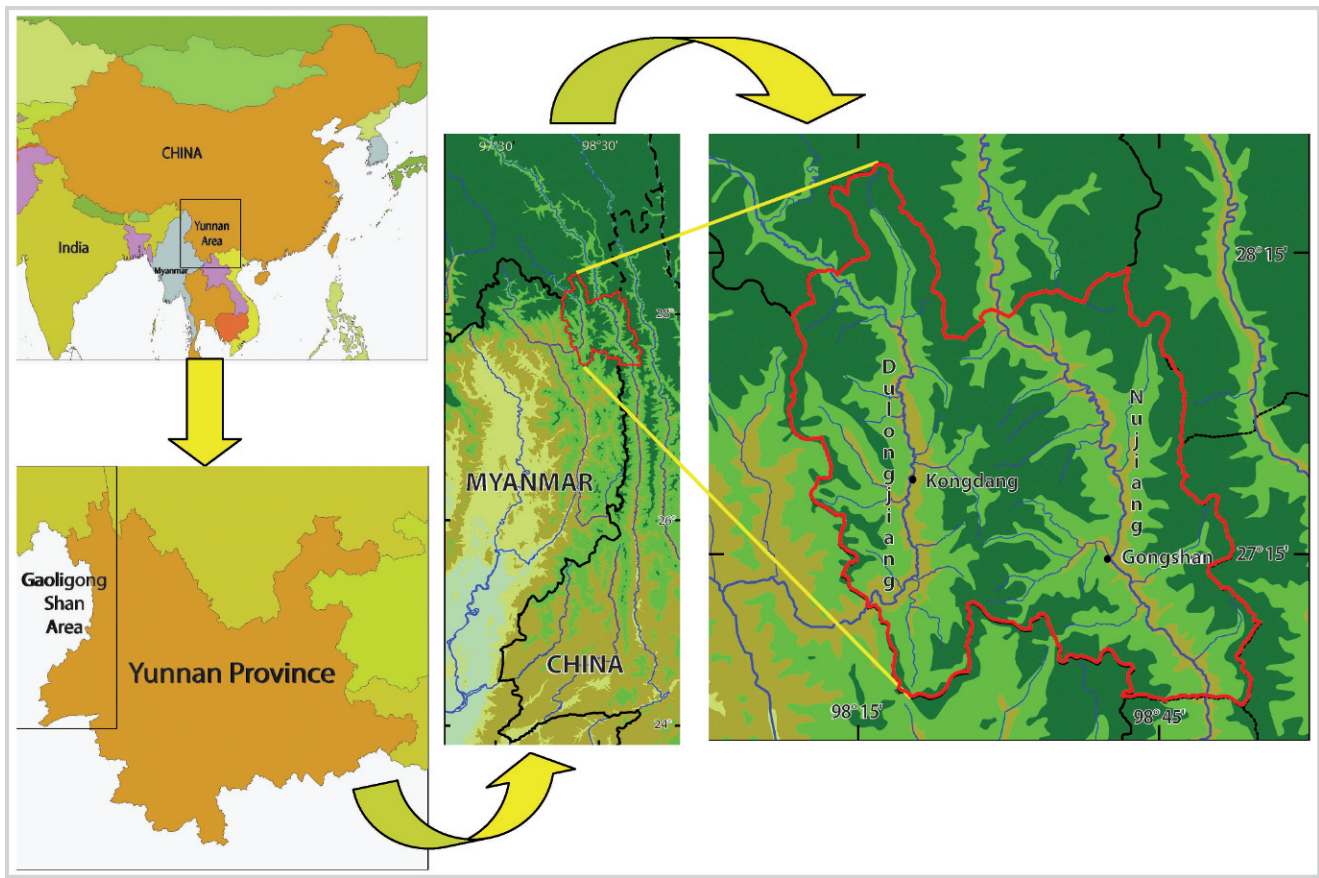 CHINA
India
Yunnan
Area
Myanmar
Gaoligong
Shan
Area
Yunnan Province
97°30'
98°30'
28°
MYANMAR
26°
CHINA
24°
28° 15'
Dulongjiang
Nujiang
Kongdang
Gongshan
27° 15'
98° 15'
98° 45'